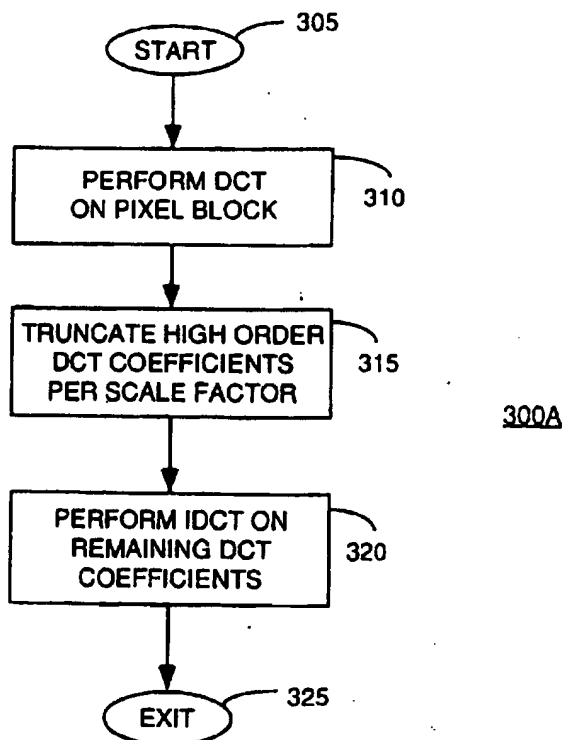 305
START
PERFORM DCT
ON PIXEL BLOCK
310
TRUNCATE HIGH ORDER
DCT COEFFICIENTS
PER SCALE FACTOR
315
300A
PERFORM IDCT ON
REMAINING DCT
COEFFICIENTS
320
325
EXIT